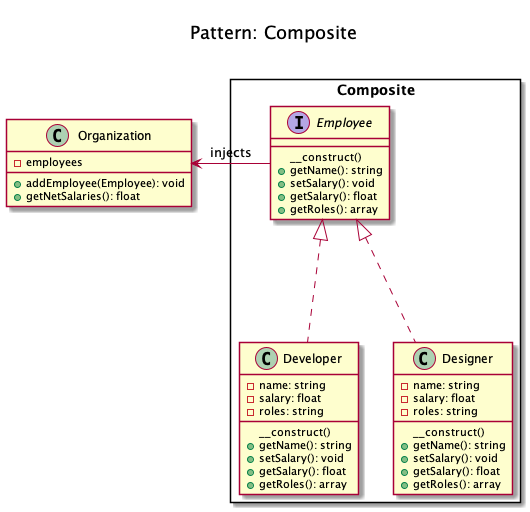 Pattern: Composite
Composite
C Organization
employees
addEmployee(Employee): void
getNetSalaries(): float
injects
I Employee
__construct()
getName(): string
setSalary(): void
getSalary(): float
getRoles(): array
C Developer
name: string
salary: float
roles: string
__construct()
getName(): string
setSalary(): void
getSalary(): float
getRoles(): array
C Designer
name: string
salary: float
roles: string
__construct()
getName(): string
setSalary(): void
getSalary(): float
getRoles(): array